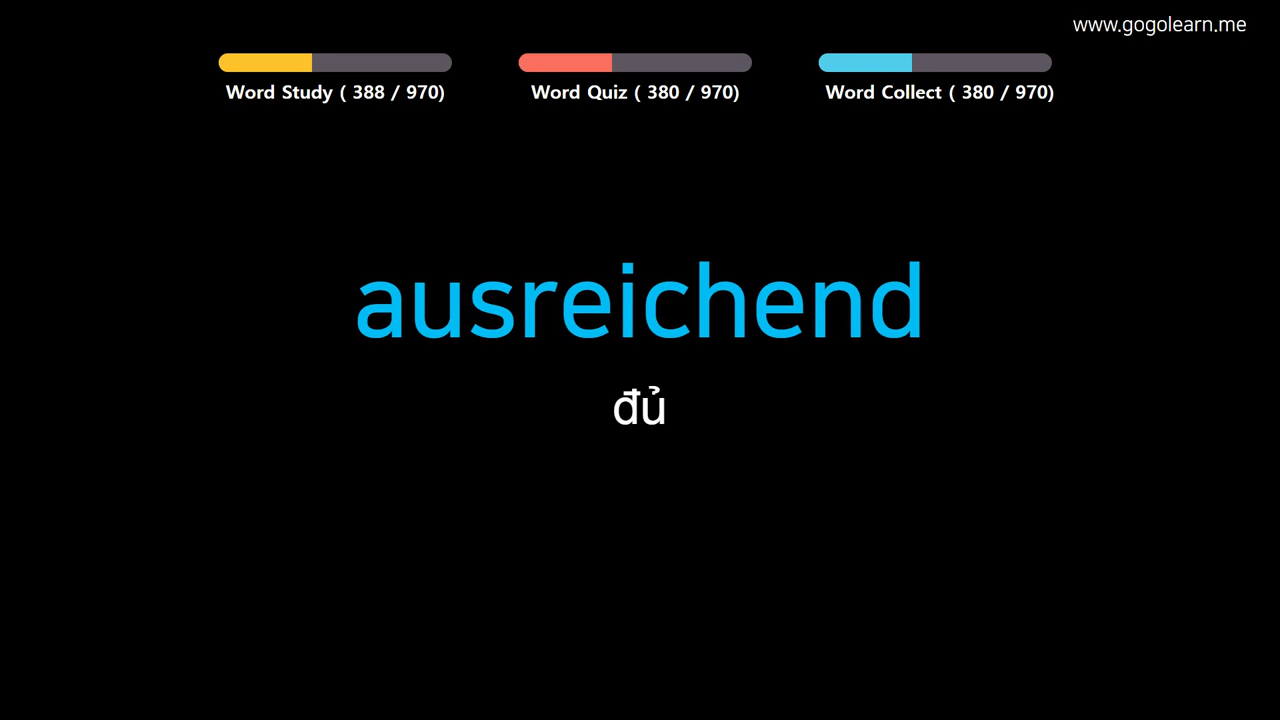 www.gogolearn.me
Word Study ( 388 / 970)
Word Quiz ( 380 / 970)
Word Collect ( 380 / 970)
ausreichend
đủ